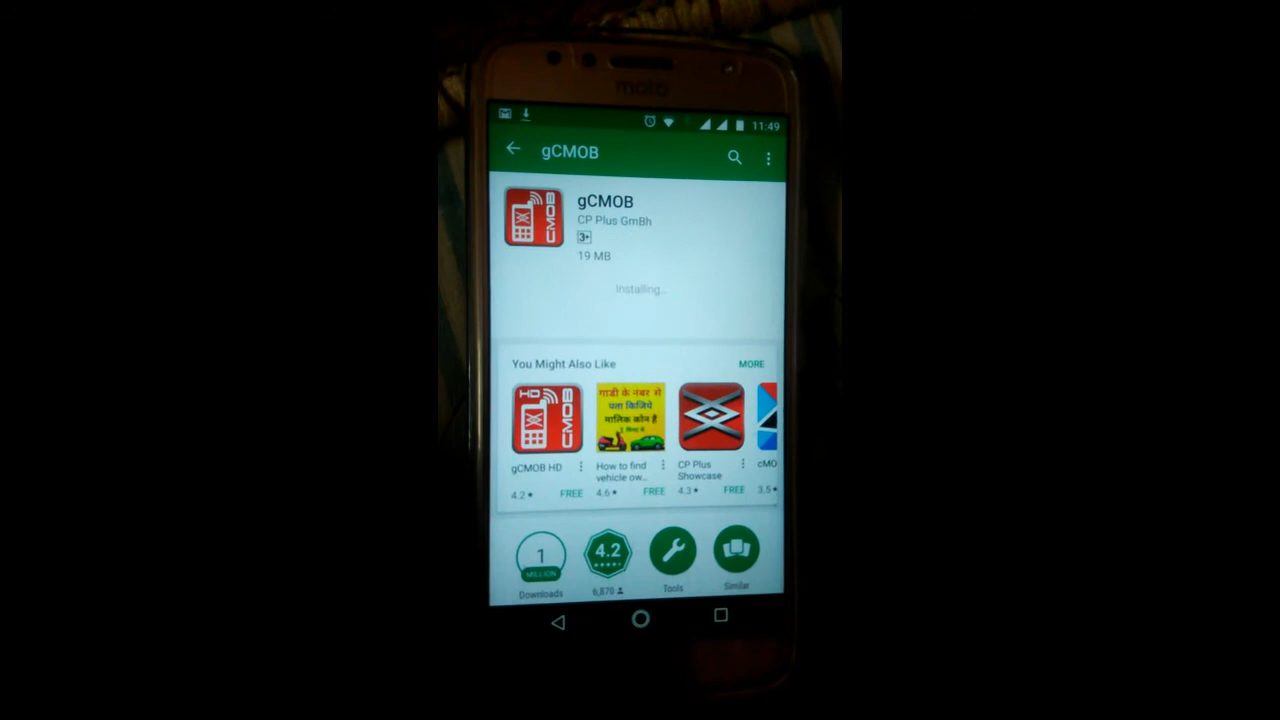 moto
11:49
gCMOB
CMOB
gCMOB
CP Plus GmBh
3+
19 MB
Installing...
You Might Also Like
MORE
HD
CMOB
गाडी के नंबर से
पता किजिये
मालिक कौन है
gCMOB HD
How to find
vehicle ow...
CP Plus
Showcase
cMO
4.2
FREE
4.6
FREE
4.3
FREE
3.5
1
MILLION
4.2
Downloads
6,870
Tools
Similar